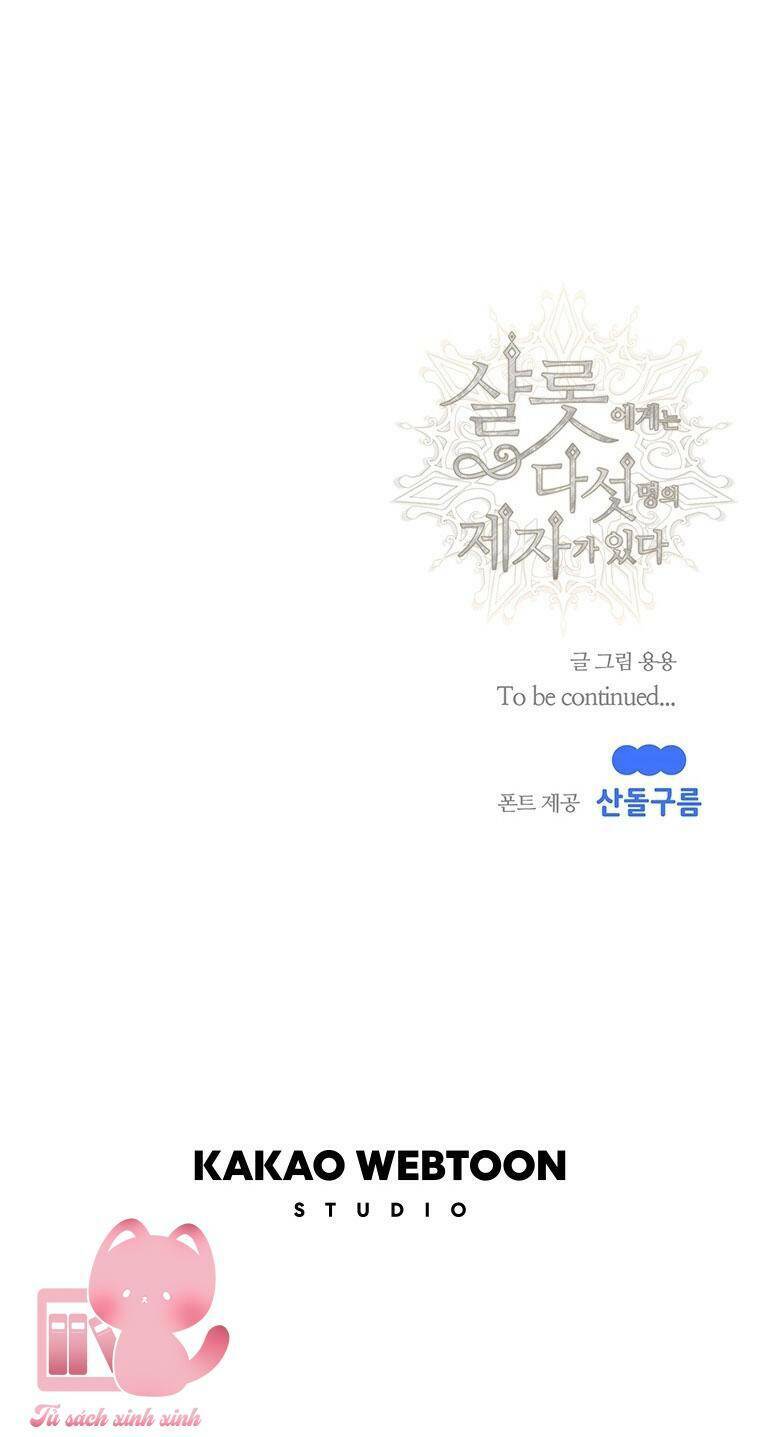 샬롯에게는
다섯명의
제자가 있다
글 그림 용용
To be continued...
폰트 제공 산돌구름
KAKAO WEBTOON
STUDIO
Tủ sách xinh xinh